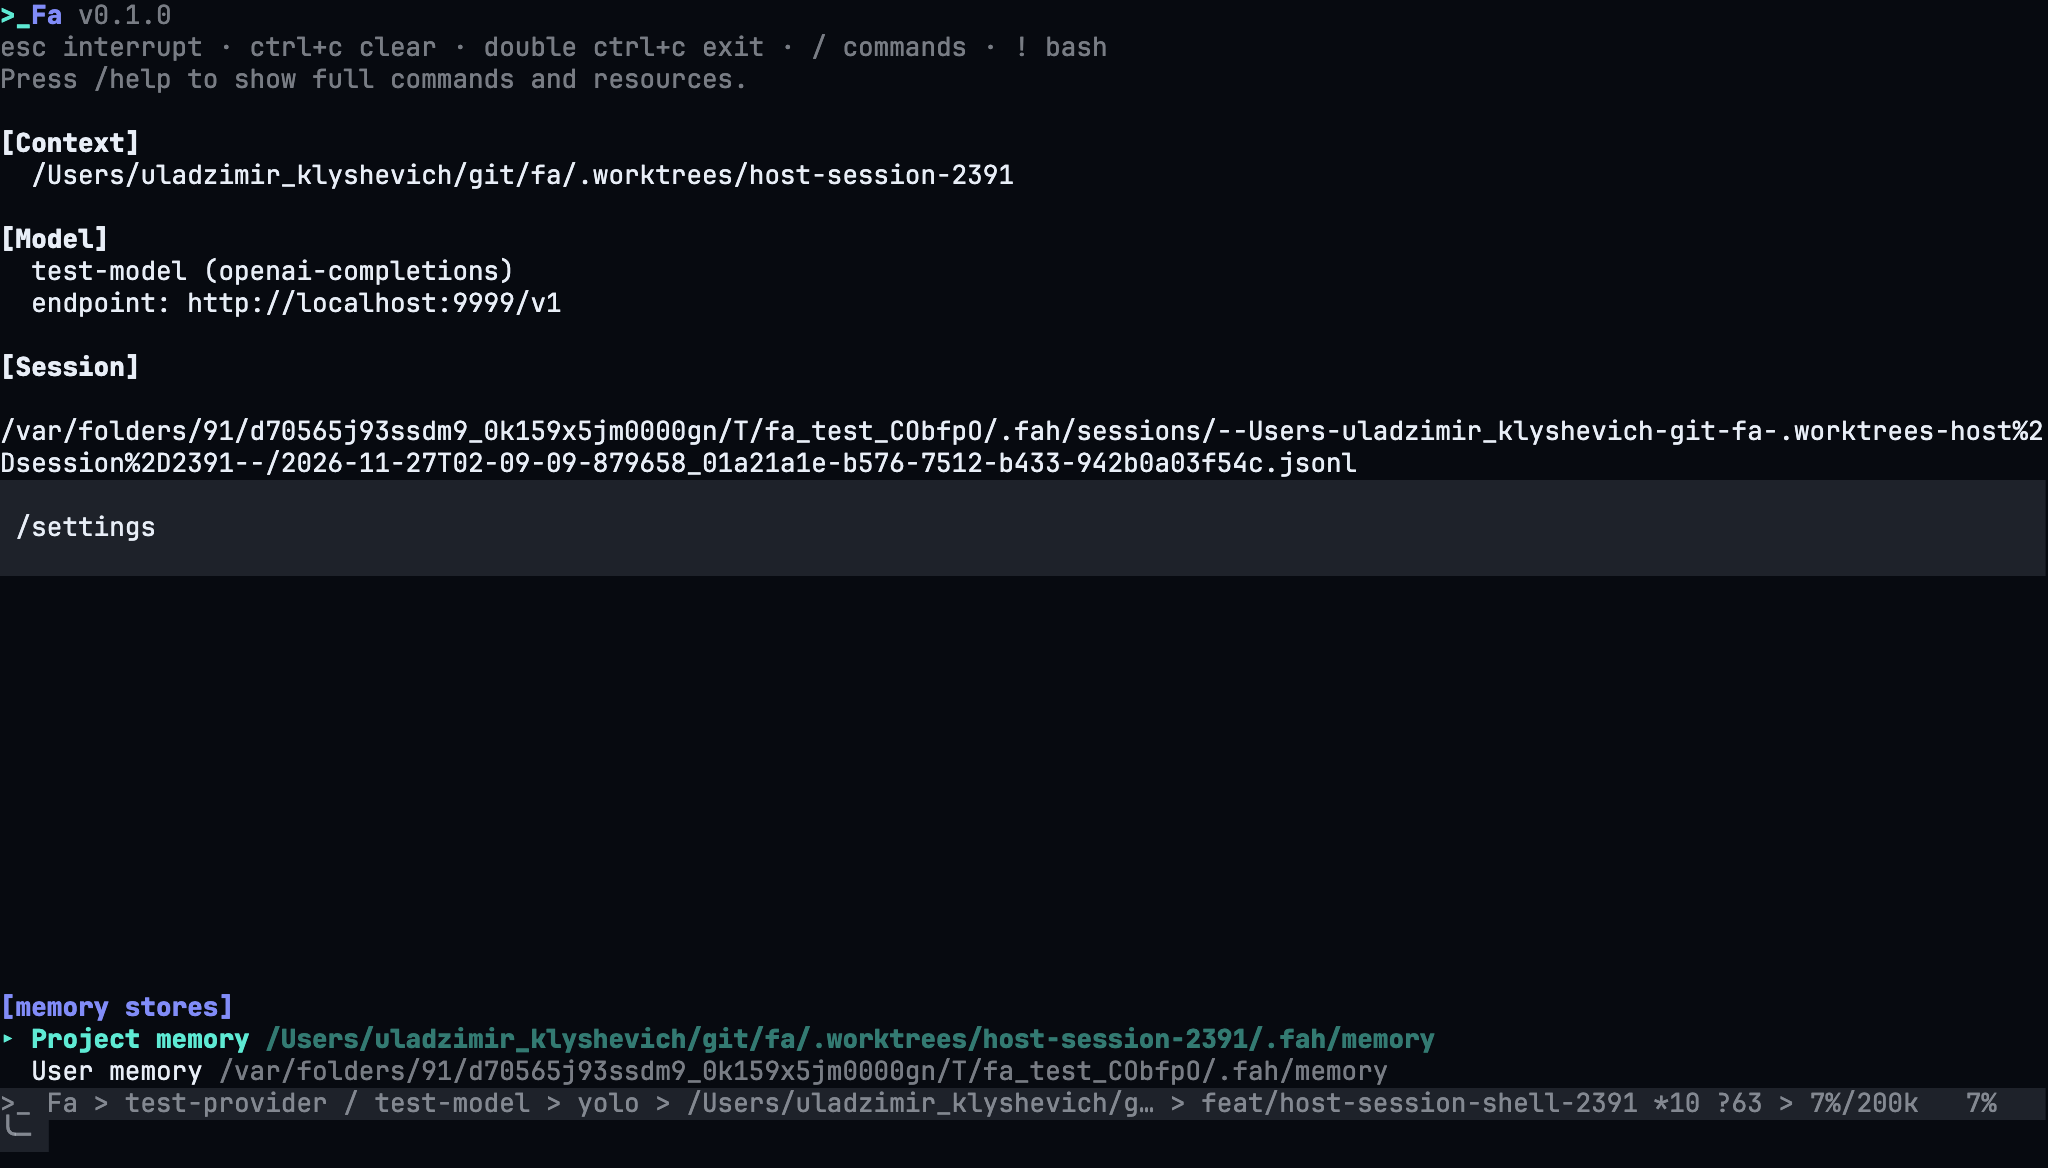 >_Fa v0.1.0
esc interrupt · ctrl+c clear · double ctrl+c exit · / commands · ! bash
Press /help to show full commands and resources.
[Context]
/Users/uladzimir_klyshevich/git/fa/.worktrees/host-session-2391
[Model]
test-model (openai-completions)
endpoint: http://localhost:9999/v1
[Session]
/var/folders/91/d70565j93ssdm9_0k159x5jm0000gn/T/fa_test_CObfpO/.fah/sessions/--Users-uladzimir_klyshevich-git-fa-.worktrees-host%2
Dsession%2D2391--/2026-11-27T02-09-09-879658_01a21a1e-b576-7512-b433-942b0a03f54c.jsonl
/settings
[memory stores]
▸ Project memory /Users/uladzimir_klyshevich/git/fa/.worktrees/host-session-2391/.fah/memory
User memory /var/folders/91/d70565j93ssdm9_0k159x5jm0000gn/T/fa_test_CObfpO/.fah/memory
>_ Fa > test-provider / test-model > yolo > /Users/uladzimir_klyshevich/g… > feat/host-session-shell-2391 *10 ?63 > 7%/200k 7%